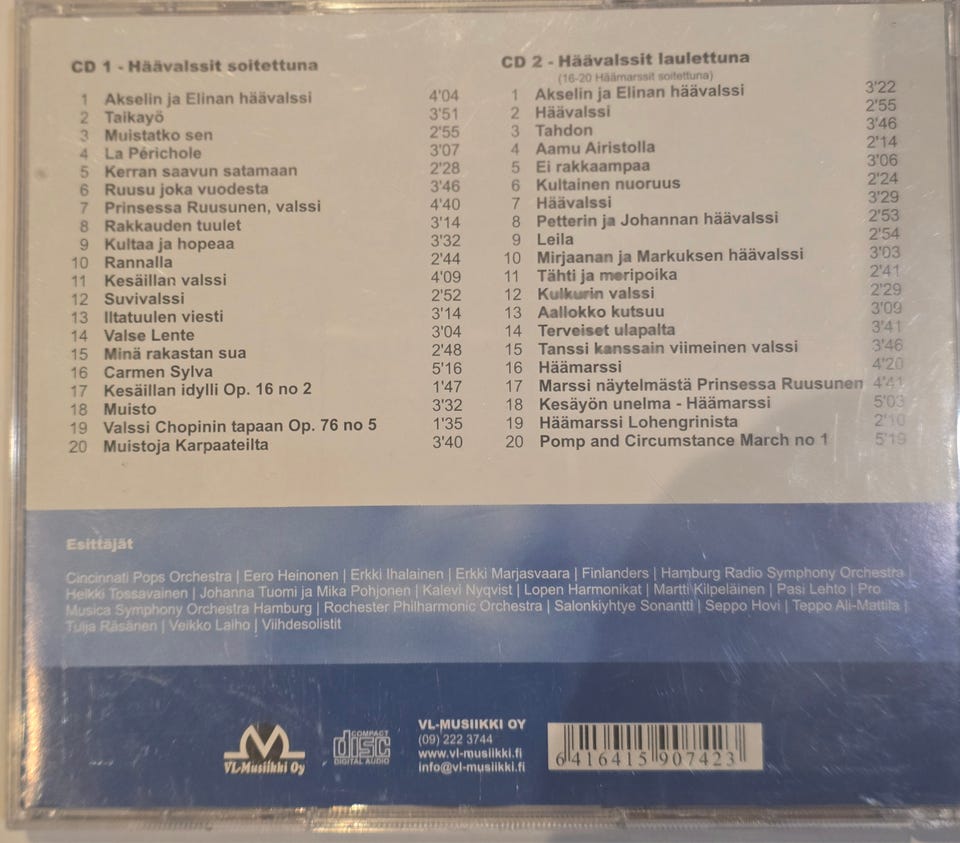 CD 1 - Häävalssit soitettuna
1 Akselin ja Elinan häävalssi 4'04
2 Taikayö 3'51
3 Muistatko sen 2'55
4 La Périchole 3'07
5 Kerran saavun satamaan 2'28
6 Ruusu joka vuodesta 3'46
7 Prinsessa Ruusunen, valssi 4'40
8 Rakkauden tuulet 3'14
9 Kultaa ja hopeaa 3'32
10 Rannalla 2'44
11 Kesäillan valssi 4'09
12 Suvivalssi 2'52
13 Iltatuulen viesti 3'14
14 Valse Lente 3'04
15 Minä rakastan sua 2'48
16 Carmen Sylva 5'16
17 Kesäillan idylli Op. 16 no 2 1'47
18 Muisto 3'32
19 Valssi Chopinin tapaan Op. 76 no 5 1'35
20 Muistoja Karpaateilta 3'40
CD 2 - Häävalssit laulettuna
(16-20 Häämarssit soitettuna)
1 Akselin ja Elinan häävalssi 3'22
2 Häävalssi 2'55
3 Tahdon 3'46
4 Aamu Airistolla 2'14
5 Ei rakkaampaa 3'06
6 Kultainen nuoruus 2'24
7 Häävalssi 3'29
8 Petterin ja Johannan häävalssi 2'53
9 Leila 2'54
10 Mirjaanan ja Markuksen häävalssi 3'03
11 Tähti ja meripoika 2'41
12 Kulkurin valssi 2'29
13 Aallokko kutsuu 3'09
14 Terveiset ulapalta 3'41
15 Tanssi kanssain viimeinen valssi 3'46
16 Häämarssi 4'20
17 Marssi näytelmästä Prinsessa Ruusunen 4'41
18 Kesäyön unelma - Häämarssi 5'03
19 Häämarssi Lohengrinista 2'10
20 Pomp and Circumstance March no 1 5'19
Esittäjät
Cincinnati Pops Orchestra | Eero Heinonen | Erkki Ihalainen | Erkki Marjasvaara | Finlanders | Hamburg Radio Symphony Orchestra
Heikki Tossavainen | Johanna Tuomi ja Mika Pohjonen | Kalevi Nyqvist | Lopen Harmonikat | Martti Kilpeläinen | Pasi Lehto | Pro
Musica Symphony Orchestra Hamburg | Rochester Philharmonic Orchestra | Salonkiyhtye Sonantti | Seppo Hovi | Teppo Ali-Mattila |
Tuija Räsänen | Veikko Laiho | Viihdesolistit
VL-Musiikki Oy
COMPACT
disc
DIGITAL AUDIO
VL-MUSIIKKI OY
(09) 222 3744
www.vl-musiikki.fi
info@vl-musiikki.fi
6 416415 907423